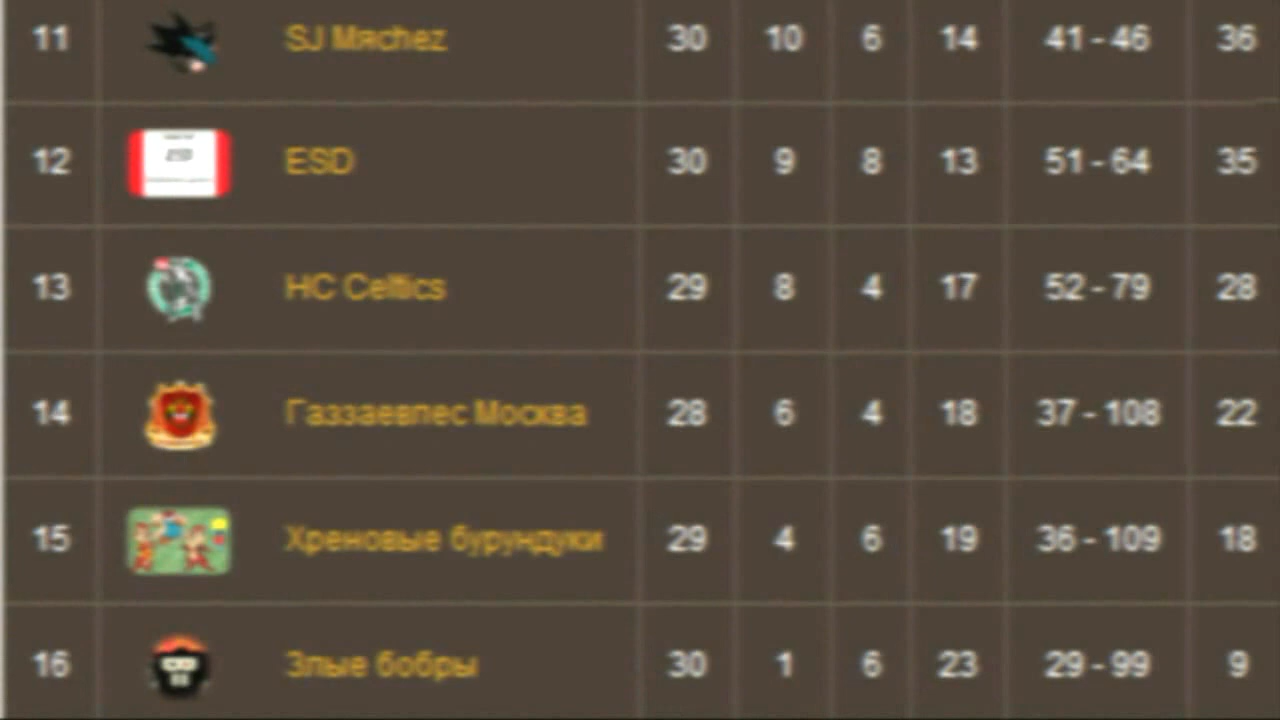 11 SJ Мяchez 30 10 6 14 41 - 46 36
12 ESD 30 9 8 13 51 - 64 35
13 HC Celtics 29 8 4 17 52 - 79 28
14 Газзаевпес Москва 28 6 4 18 37 - 108 22
15 Хреновые бурундуки 29 4 6 19 36 - 109 18
16 Злые бобры 30 1 6 23 29 - 99 9